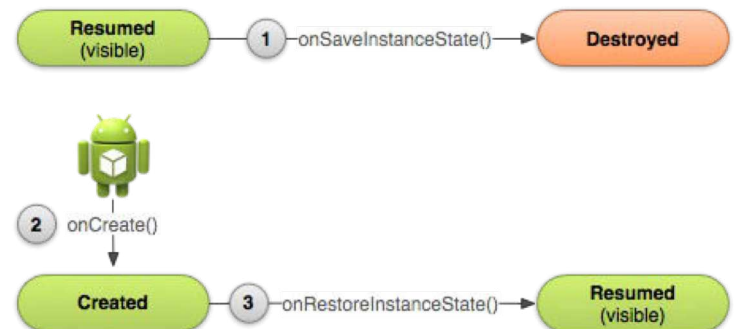 Resumed
(visible)
1
onSaveInstanceState()
Destroyed
2
onCreate()
Created
3
onRestoreInstanceState()
Resumed
(visible)